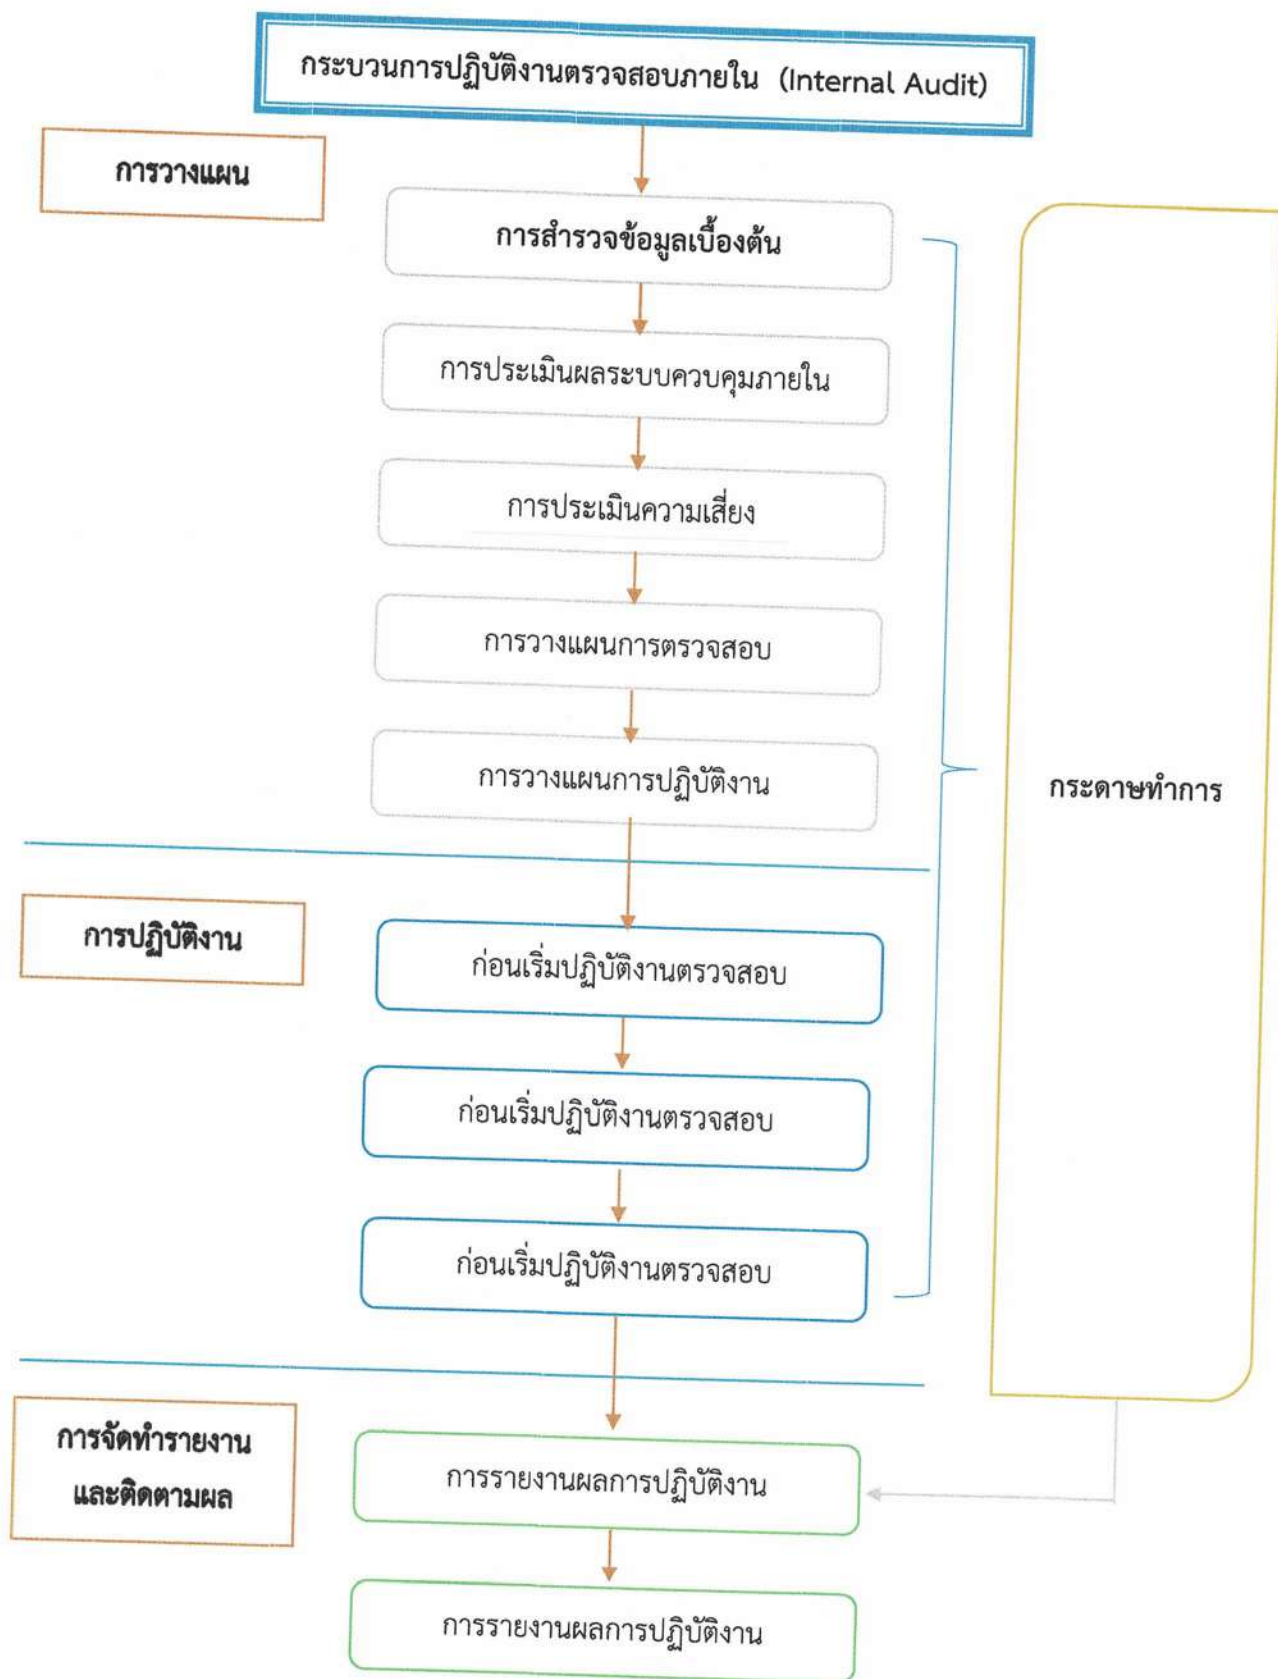 กระบวนการปฏิบัติงานตรวจสอบภายใน (Internal Audit)
การวางแผน
การสำรวจข้อมูลเบื้องต้น
การประเมินผลระบบควบคุมภายใน
การประเมินความเสี่ยง
การวางแผนการตรวจสอบ
การวางแผนการปฏิบัติงาน
กระดาษทำการ
การปฏิบัติงาน
ก่อนเริ่มปฏิบัติงานตรวจสอบ
ก่อนเริ่มปฏิบัติงานตรวจสอบ
ก่อนเริ่มปฏิบัติงานตรวจสอบ
การจัดทำรายงาน
และติดตามผล
การรายงานผลการปฏิบัติงาน
การรายงานผลการปฏิบัติงาน